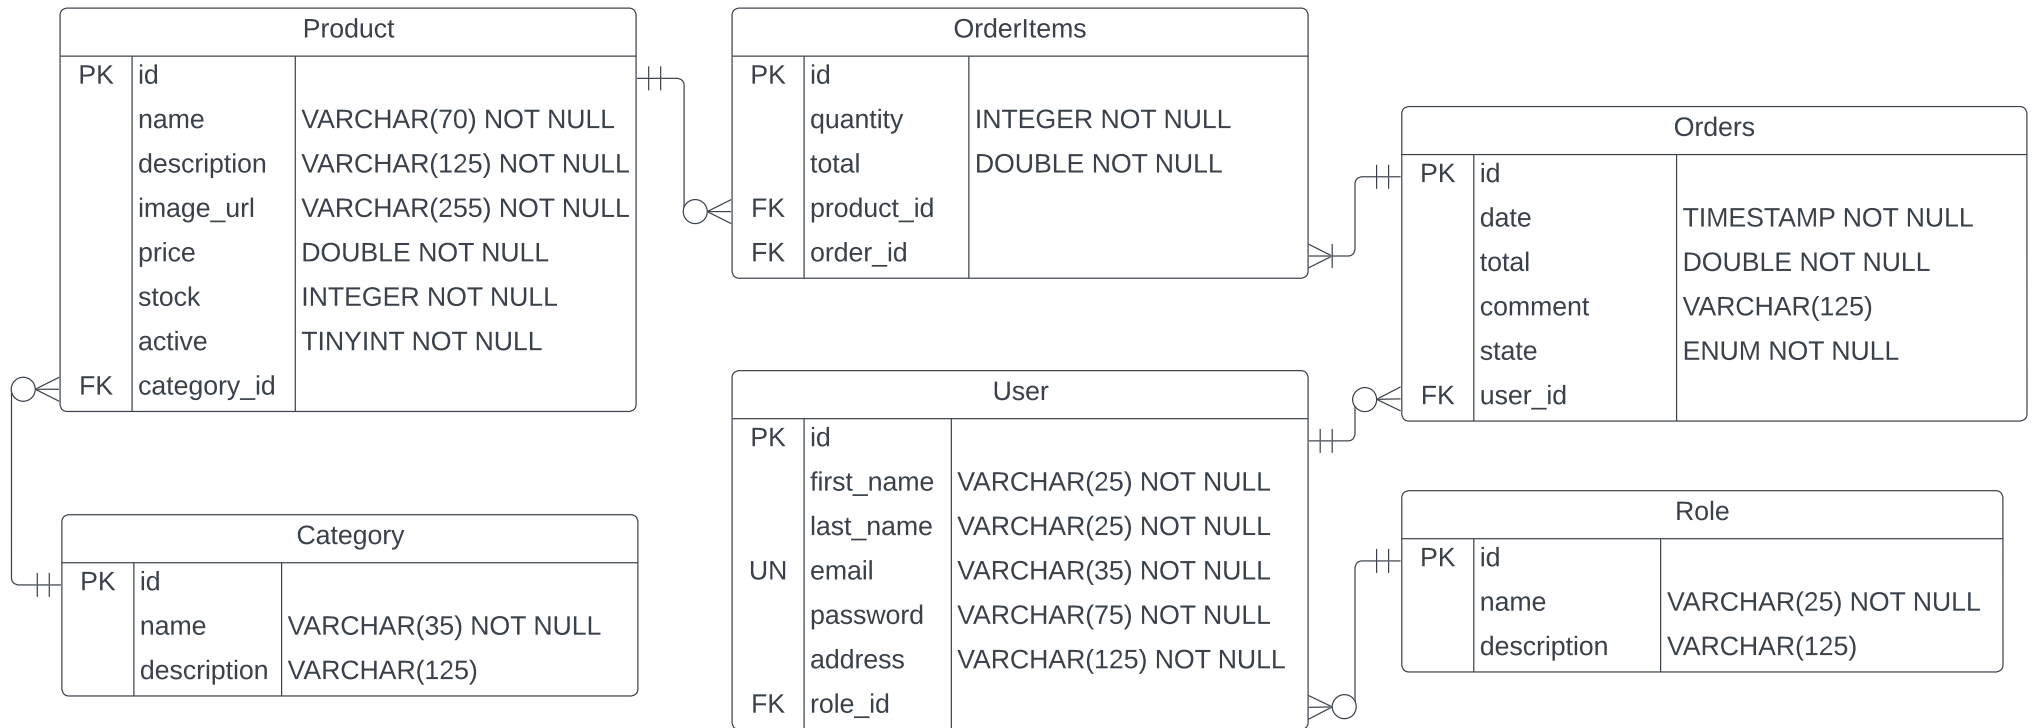 Product
PK id
name VARCHAR(70) NOT NULL
description VARCHAR(125) NOT NULL
image_url VARCHAR(255) NOT NULL
price DOUBLE NOT NULL
stock INTEGER NOT NULL
active TINYINT NOT NULL
FK category_id
OrderItems
PK id
quantity INTEGER NOT NULL
total DOUBLE NOT NULL
FK product_id
FK order_id
Orders
PK id
date TIMESTAMP NOT NULL
total DOUBLE NOT NULL
comment VARCHAR(125)
state ENUM NOT NULL
FK user_id
Category
PK id
name VARCHAR(35) NOT NULL
description VARCHAR(125)
User
PK id
first_name VARCHAR(25) NOT NULL
last_name VARCHAR(25) NOT NULL
UN email VARCHAR(35) NOT NULL
password VARCHAR(75) NOT NULL
address VARCHAR(125) NOT NULL
FK role_id
Role
PK id
name VARCHAR(25) NOT NULL
description VARCHAR(125)